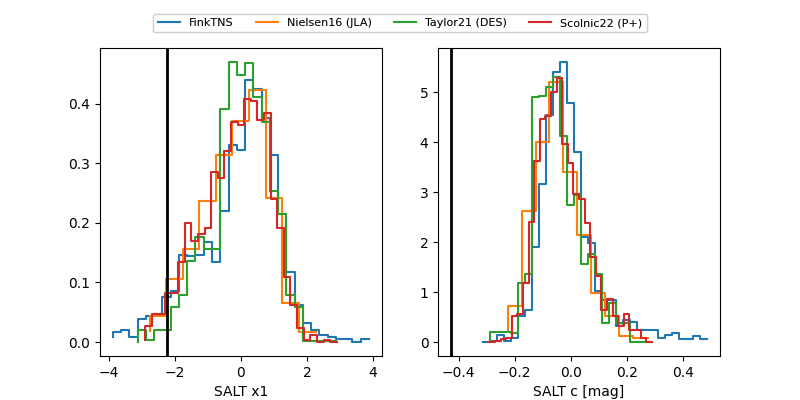 FinkTNS Nielsen16 (JLA) Taylor21 (DES) Scolnic22 (P+)
0.4
0.3
0.2
0.1
0.0
−4 −2 0 2 4
SALT x1
5
4
3
2
1
0
−0.4 −0.2 0.0 0.2 0.4
SALT c [mag]